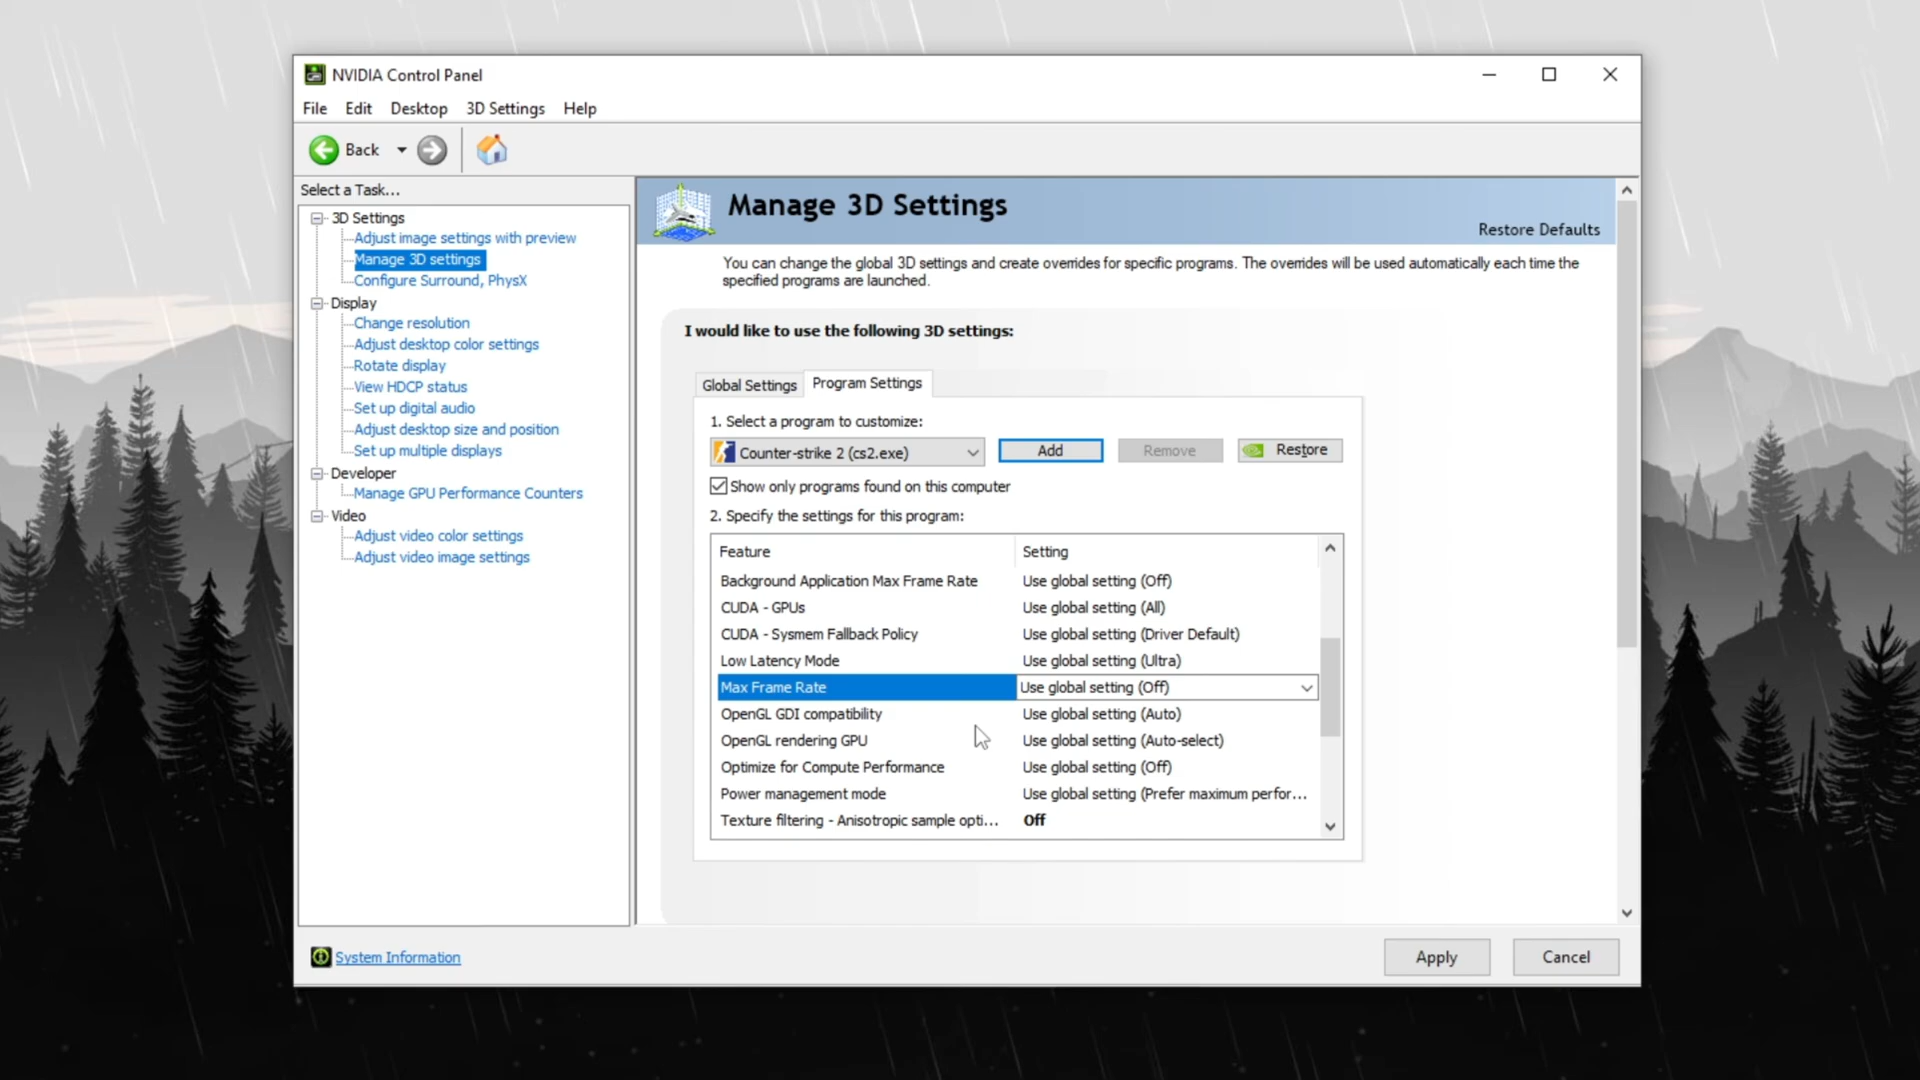 NVIDIA Control Panel
File Edit Desktop 3D Settings Help
Back
Select a Task...
3D Settings
Adjust image settings with preview
Manage 3D settings
Configure Surround, PhysX
Display
Change resolution
Adjust desktop color settings
Rotate display
View HDCP status
Set up digital audio
Adjust desktop size and position
Set up multiple displays
Developer
Manage GPU Performance Counters
Video
Adjust video color settings
Adjust video image settings
System Information
Manage 3D Settings
Restore Defaults
You can change the global 3D settings and create overrides for specific programs. The overrides will be used automatically each time the
specified programs are launched.
I would like to use the following 3D settings:
Global Settings Program Settings
1. Select a program to customize:
Counter-strike 2 (cs2.exe) Add Remove Restore
Show only programs found on this computer
2. Specify the settings for this program:
Feature Setting
Background Application Max Frame Rate Use global setting (Off)
CUDA - GPUs Use global setting (All)
CUDA - Sysmem Fallback Policy Use global setting (Driver Default)
Low Latency Mode Use global setting (Ultra)
Max Frame Rate Use global setting (Off)
OpenGL GDI compatibility Use global setting (Auto)
OpenGL rendering GPU Use global setting (Auto-select)
Optimize for Compute Performance Use global setting (Off)
Power management mode Use global setting (Prefer maximum perfor...
Texture filtering - Anisotropic sample opti... Off
Apply Cancel